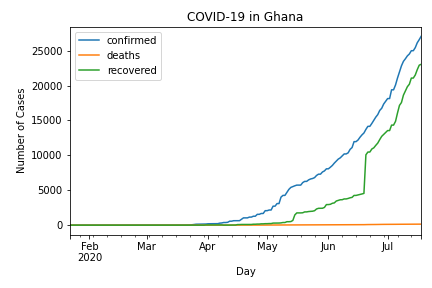 COVID-19 in Ghana
confirmed
deaths
recovered
Number of Cases
25000
20000
15000
10000
5000
0
Feb Mar Apr May Jun Jul
2020
Day